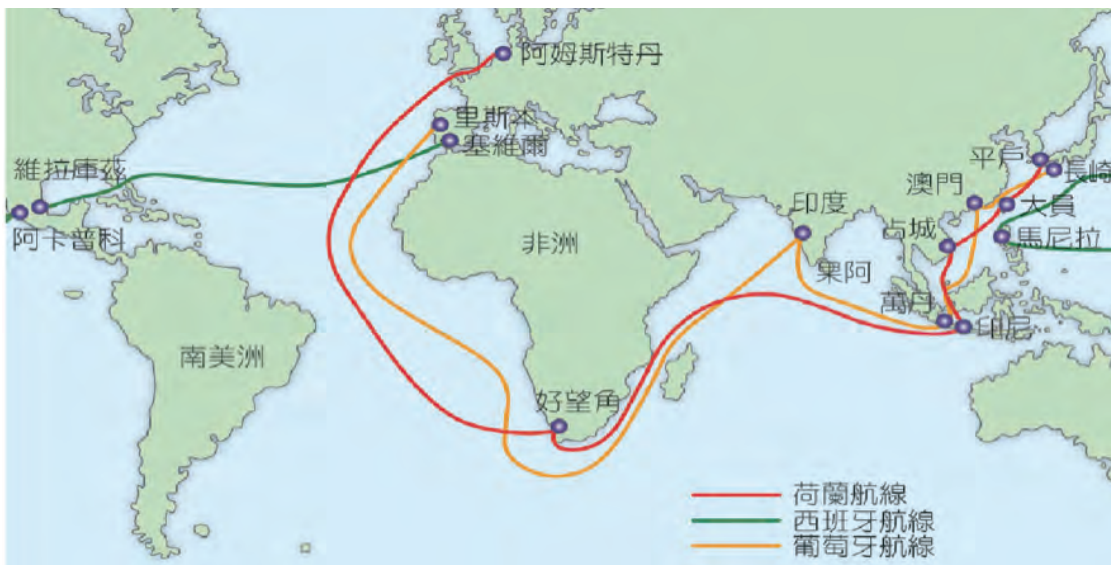 阿姆斯特丹
里斯本
塞維爾
維拉庫茲
阿卡普科
平戶
長崎
澳門
大員
印度
占城
馬尼拉
非洲
果阿
萬丹
印尼
南美洲
好望角
荷蘭航線
西班牙航線
葡萄牙航線